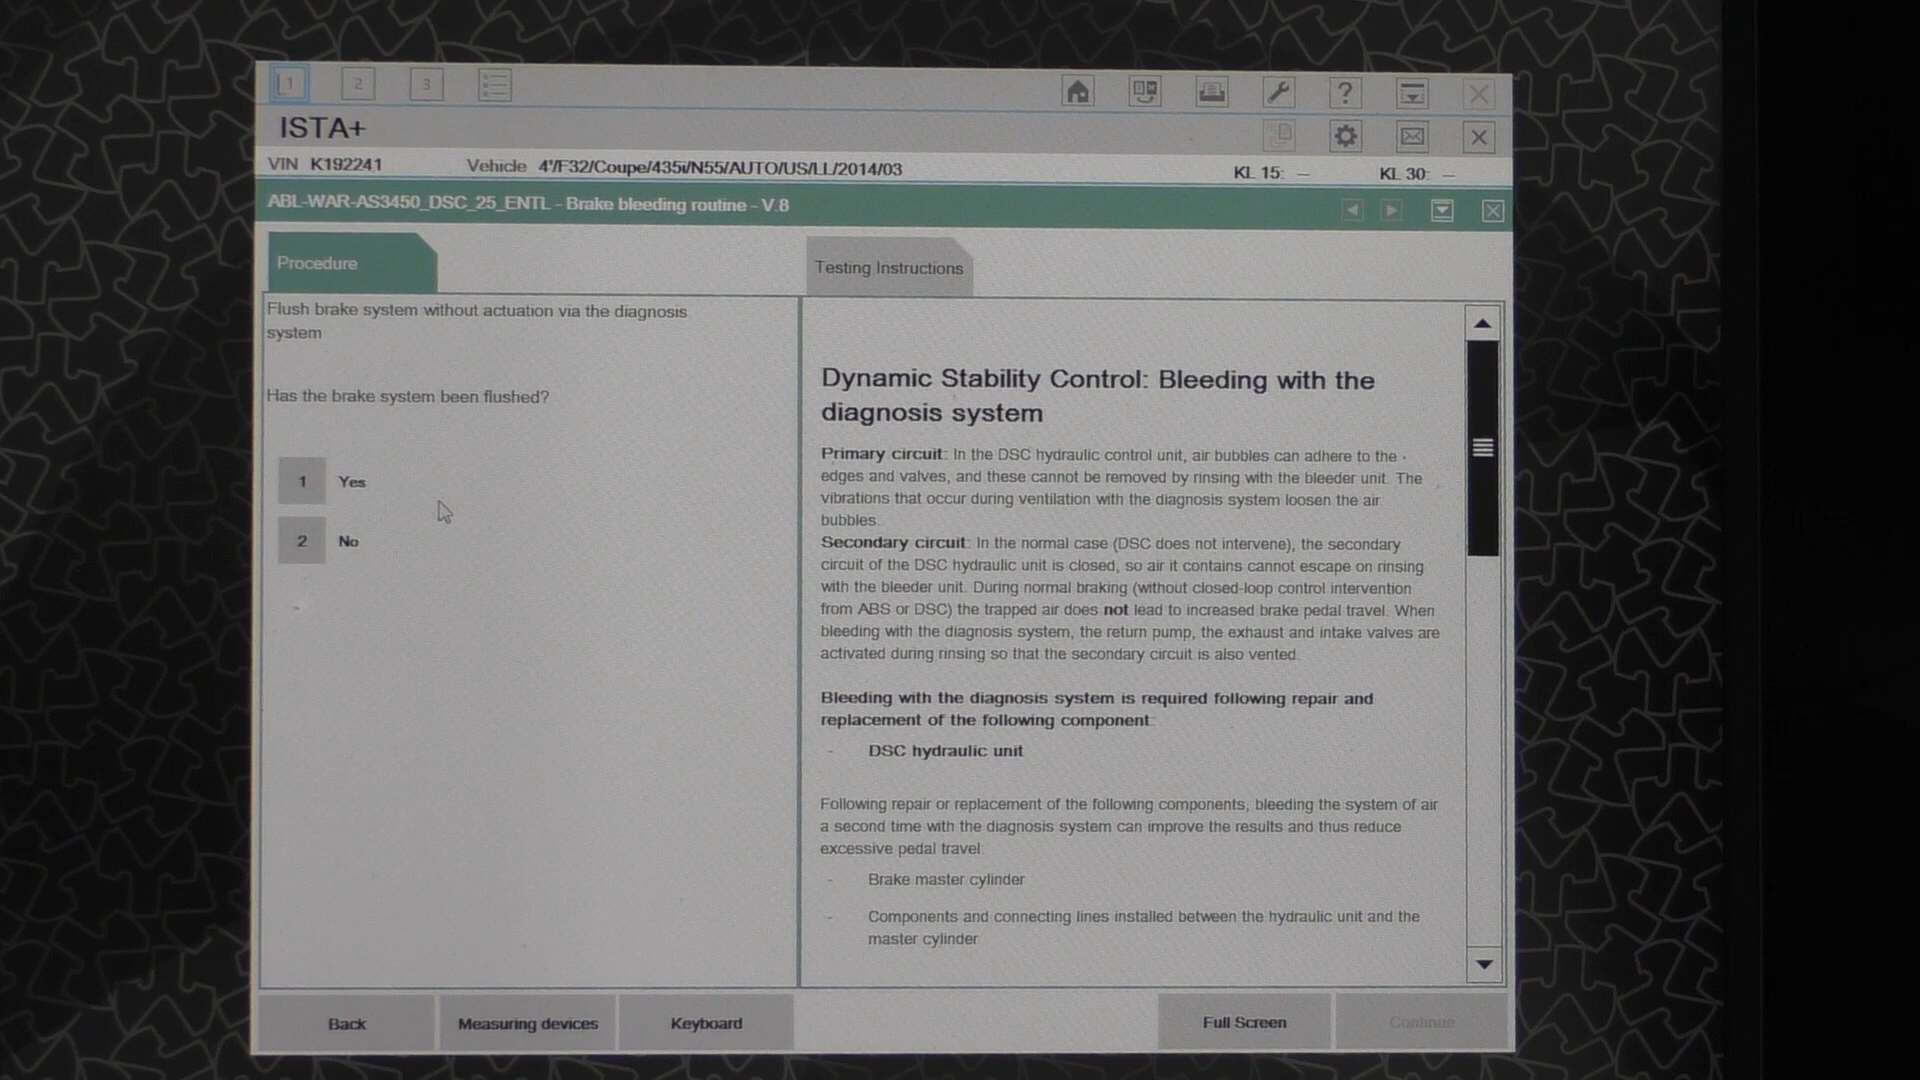 1 2 3
?
ISTA+
VIN K192241 Vehicle 4'/F32/Coupe/435i/N55/AUTO/US/LL/2014/03 KL 15: – KL 30: –
ABL-WAR-AS3450_DSC_25_ENTL - Brake bleeding routine - V.8
Procedure
Flush brake system without actuation via the diagnosis
system
Has the brake system been flushed?
1 Yes
2 No
Testing Instructions
Dynamic Stability Control: Bleeding with the
diagnosis system
Primary circuit: In the DSC hydraulic control unit, air bubbles can adhere to the
edges and valves, and these cannot be removed by rinsing with the bleeder unit. The
vibrations that occur during ventilation with the diagnosis system loosen the air
bubbles.
Secondary circuit: In the normal case (DSC does not intervene), the secondary
circuit of the DSC hydraulic unit is closed, so air it contains cannot escape on rinsing
with the bleeder unit. During normal braking (without closed-loop control intervention
from ABS or DSC) the trapped air does not lead to increased brake pedal travel. When
bleeding with the diagnosis system, the return pump, the exhaust and intake valves are
activated during rinsing so that the secondary circuit is also vented.
Bleeding with the diagnosis system is required following repair and
replacement of the following component:
- DSC hydraulic unit
Following repair or replacement of the following components, bleeding the system of air
a second time with the diagnosis system can improve the results and thus reduce
excessive pedal travel:
- Brake master cylinder
- Components and connecting lines installed between the hydraulic unit and the
master cylinder
Back Measuring devices Keyboard Full Screen Continue